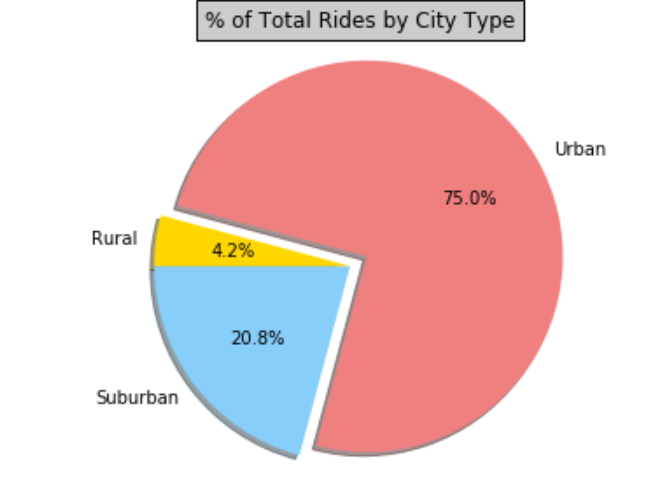 % of Total Rides by City Type
Urban
75.0%
Rural
4.2%
20.8%
Suburban